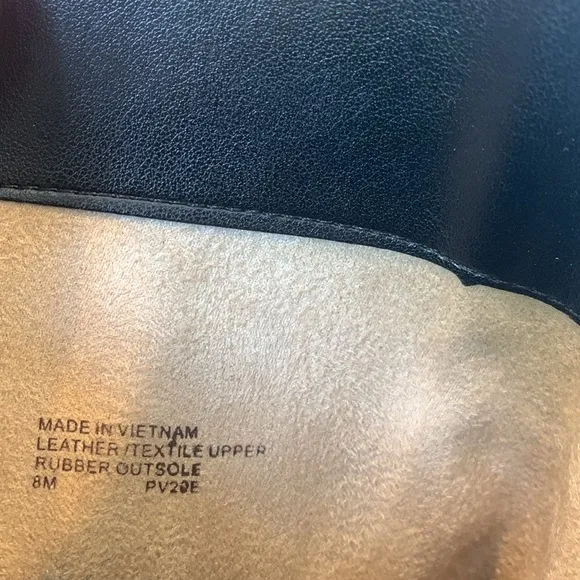 MADE IN VIETNAM
LEATHER /TEXTILE UPPER
RUBBER OUTSOLE
8M PV20E